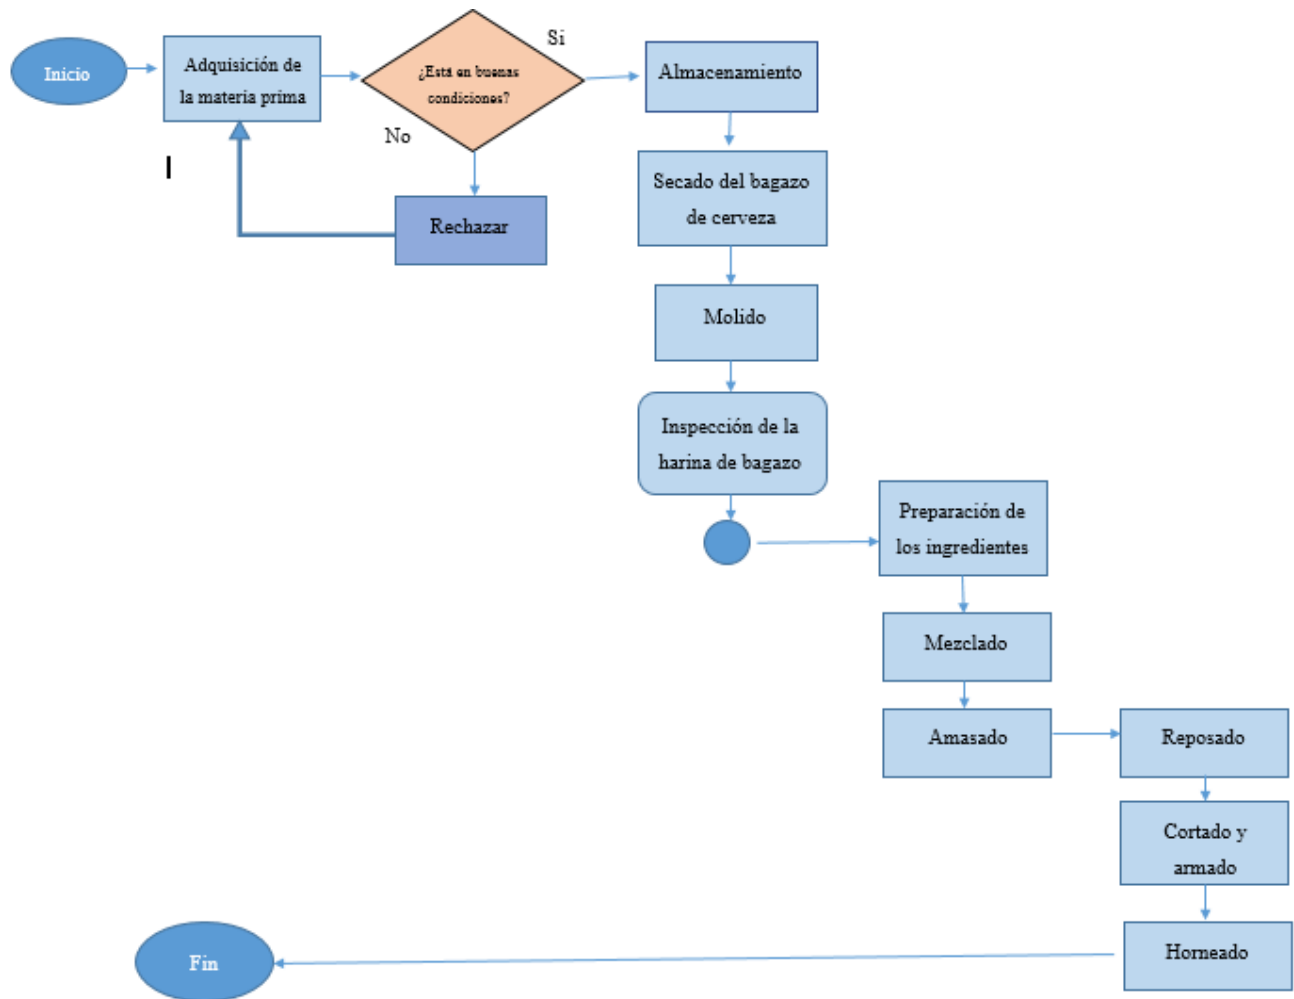 Inicio
Adquisición de
la materia prima
¿Está en buenas
condiciones?
Si
No
Rechazar
Almacenamiento
Secado del bagazo
de cerveza
Molido
Inspección de la
harina de bagazo
Preparación de
los ingredientes
Mezclado
Amasado
Reposado
Cortado y
armado
Horneado
Fin